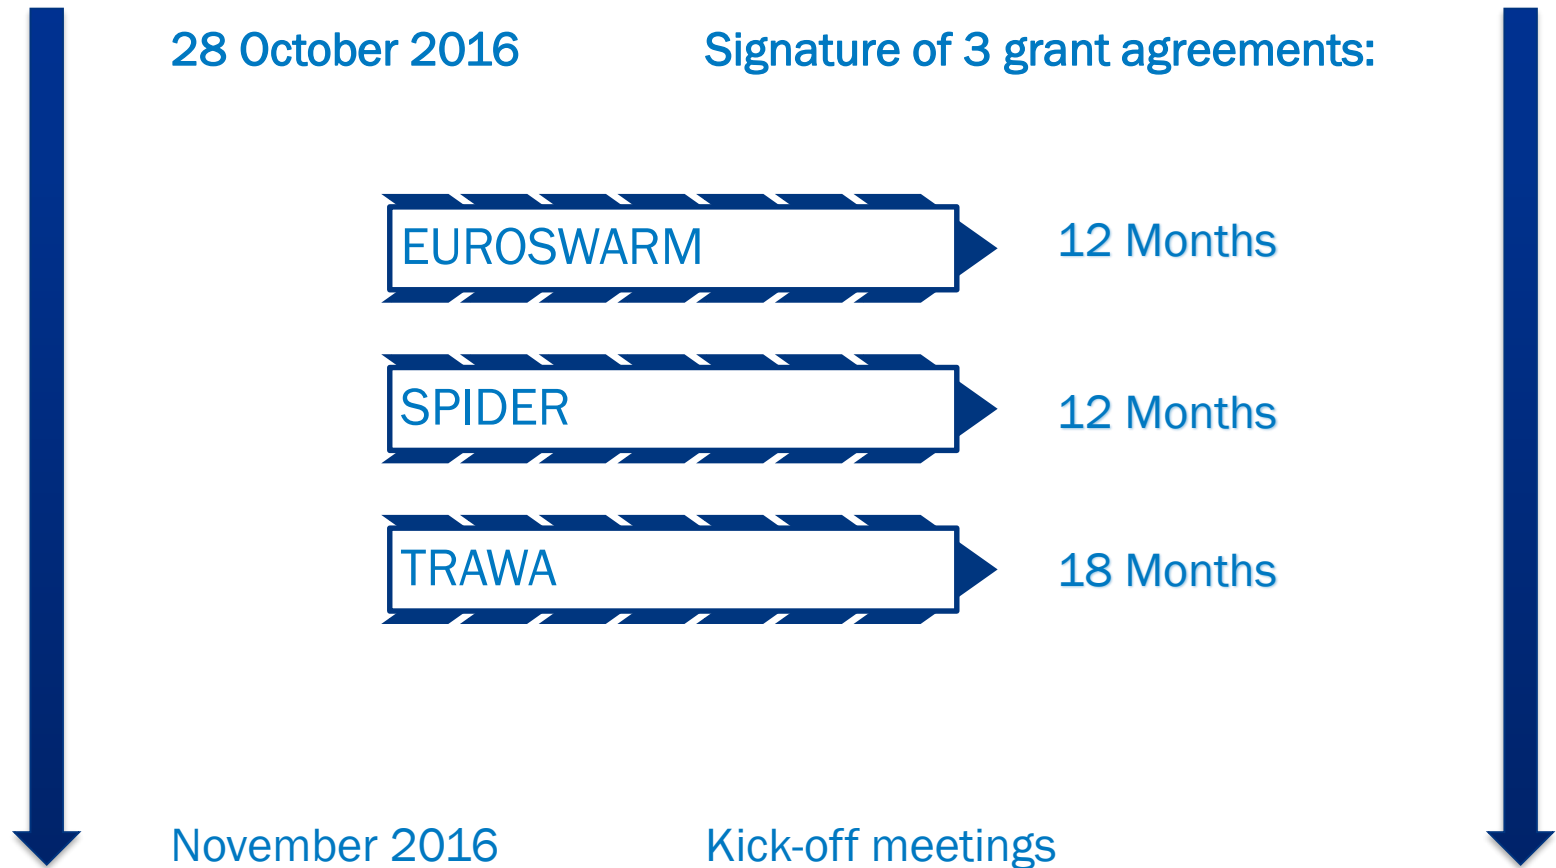 28 October 2016 Signature of 3 grant agreements:
EUROSWARM 12 Months
SPIDER 12 Months
TRAWA 18 Months
November 2016 Kick-off meetings